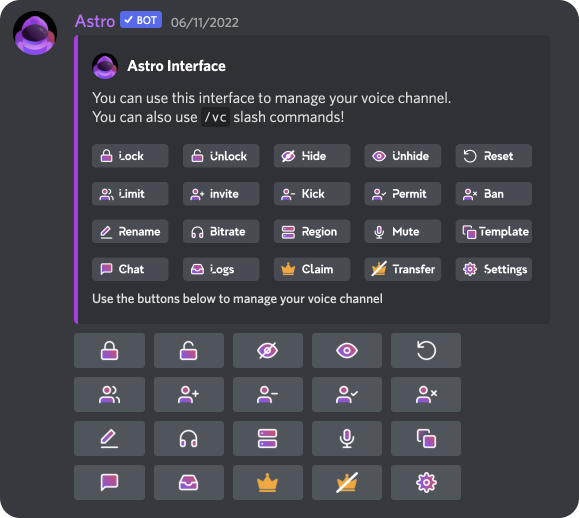 Astro ✓ BOT 06/11/2022
Astro Interface
You can use this interface to manage your voice channel.
You can also use /vc slash commands!
Lock Unlock Hide Unhide Reset
Limit invite Kick Permit Ban
Rename Bitrate Region Mute Template
Chat Logs Claim Transfer Settings
Use the buttons below to manage your voice channel